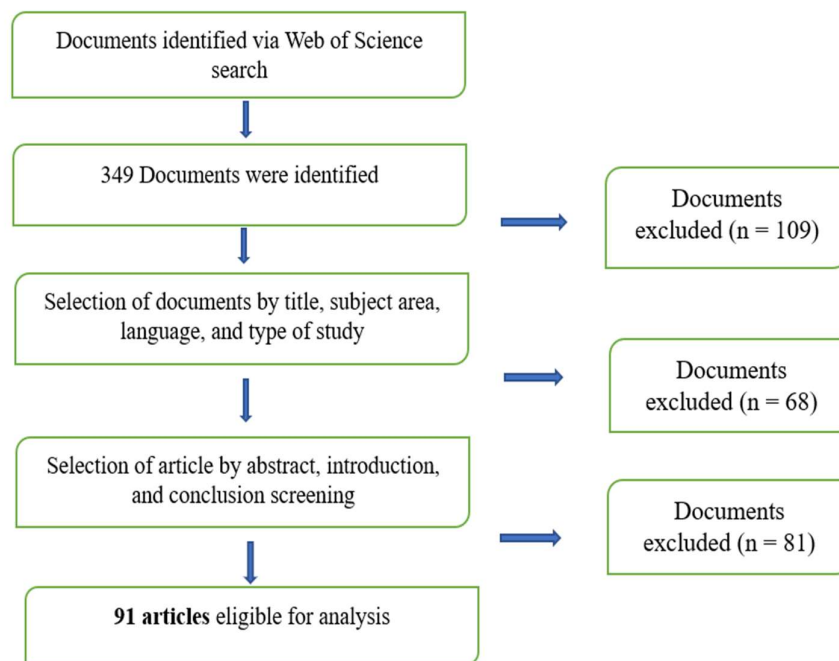 Documents identified via Web of Science
search
349 Documents were identified
Documents
excluded (n = 109)
Selection of documents by title, subject area,
language, and type of study
Documents
excluded (n = 68)
Selection of article by abstract, introduction,
and conclusion screening
Documents
excluded (n = 81)
91 articles eligible for analysis